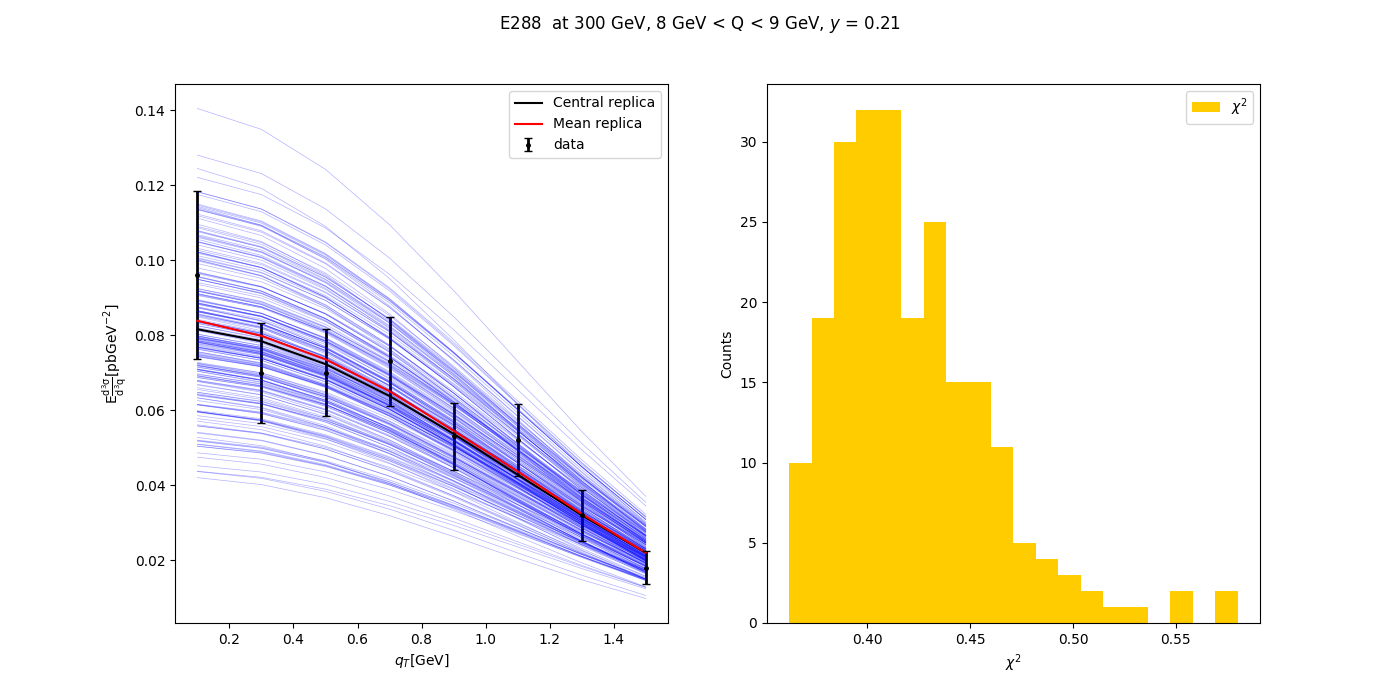 E288 at 300 GeV, 8 GeV < Q < 9 GeV, y = 0.21
Central replica
Mean replica
data
0.14
0.12
0.10
0.08
0.06
0.04
0.02
E d³σ/d³q [pbGeV⁻²]
0.2 0.4 0.6 0.8 1.0 1.2 1.4
q_T[GeV]
χ²
30
25
20
15
10
5
0
Counts
0.40 0.45 0.50 0.55
χ²